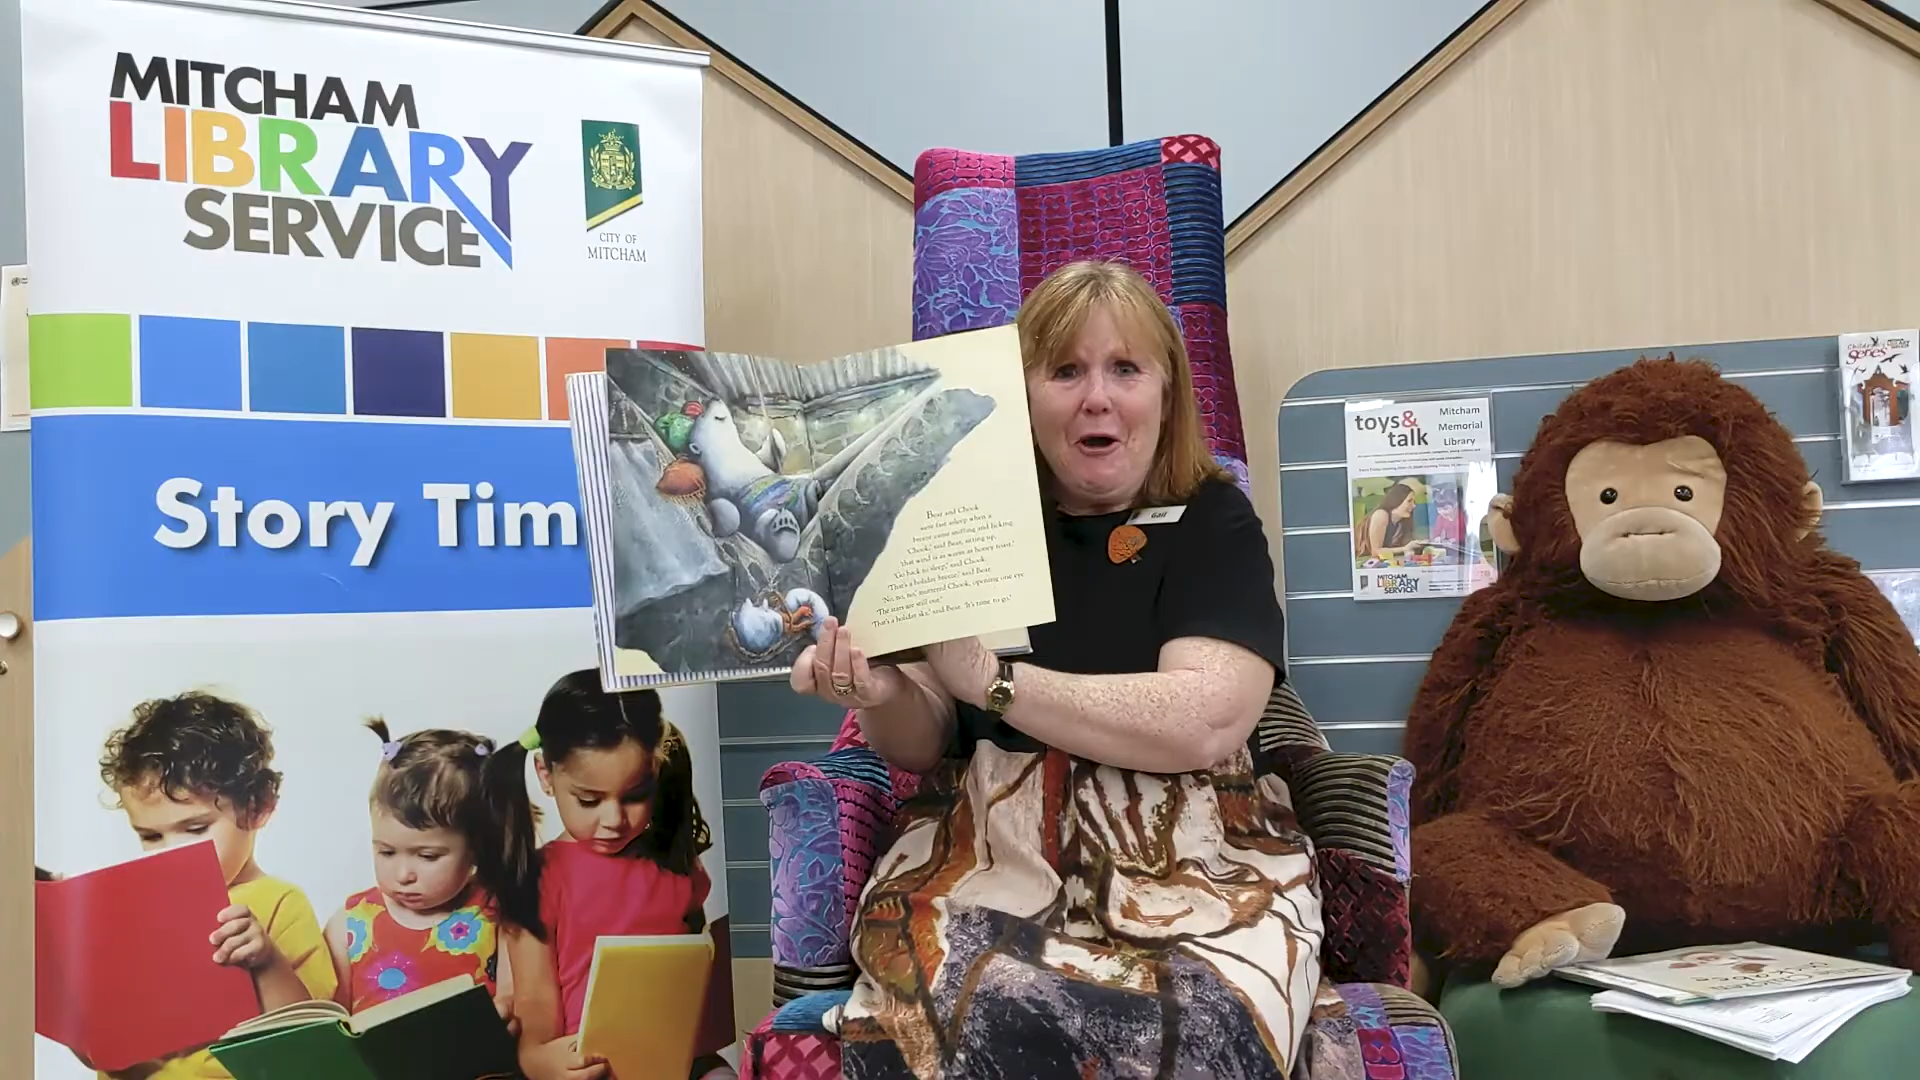 MITCHAM
LIBRARY
SERVICE
CITY OF
MITCHAM
Story Tim
Bear and Chook
were fast asleep when a
breeze came snuffling and licking.
'Chook,' said Bear, sitting up,
'that wind is as warm as honey toast.'
'Go back to sleep,' said Chook.
'That's a holiday breeze,' said Bear.
'No, no, no,' muttered Chook, opening one eye.
'The stars are still out.'
'That's a holiday sky,' said Bear. 'It's time to go.'
Gail
toys&
talk
Mitcham
Memorial
Library
MITCHAM
LIBRARY
SERVICE
Children's
Series